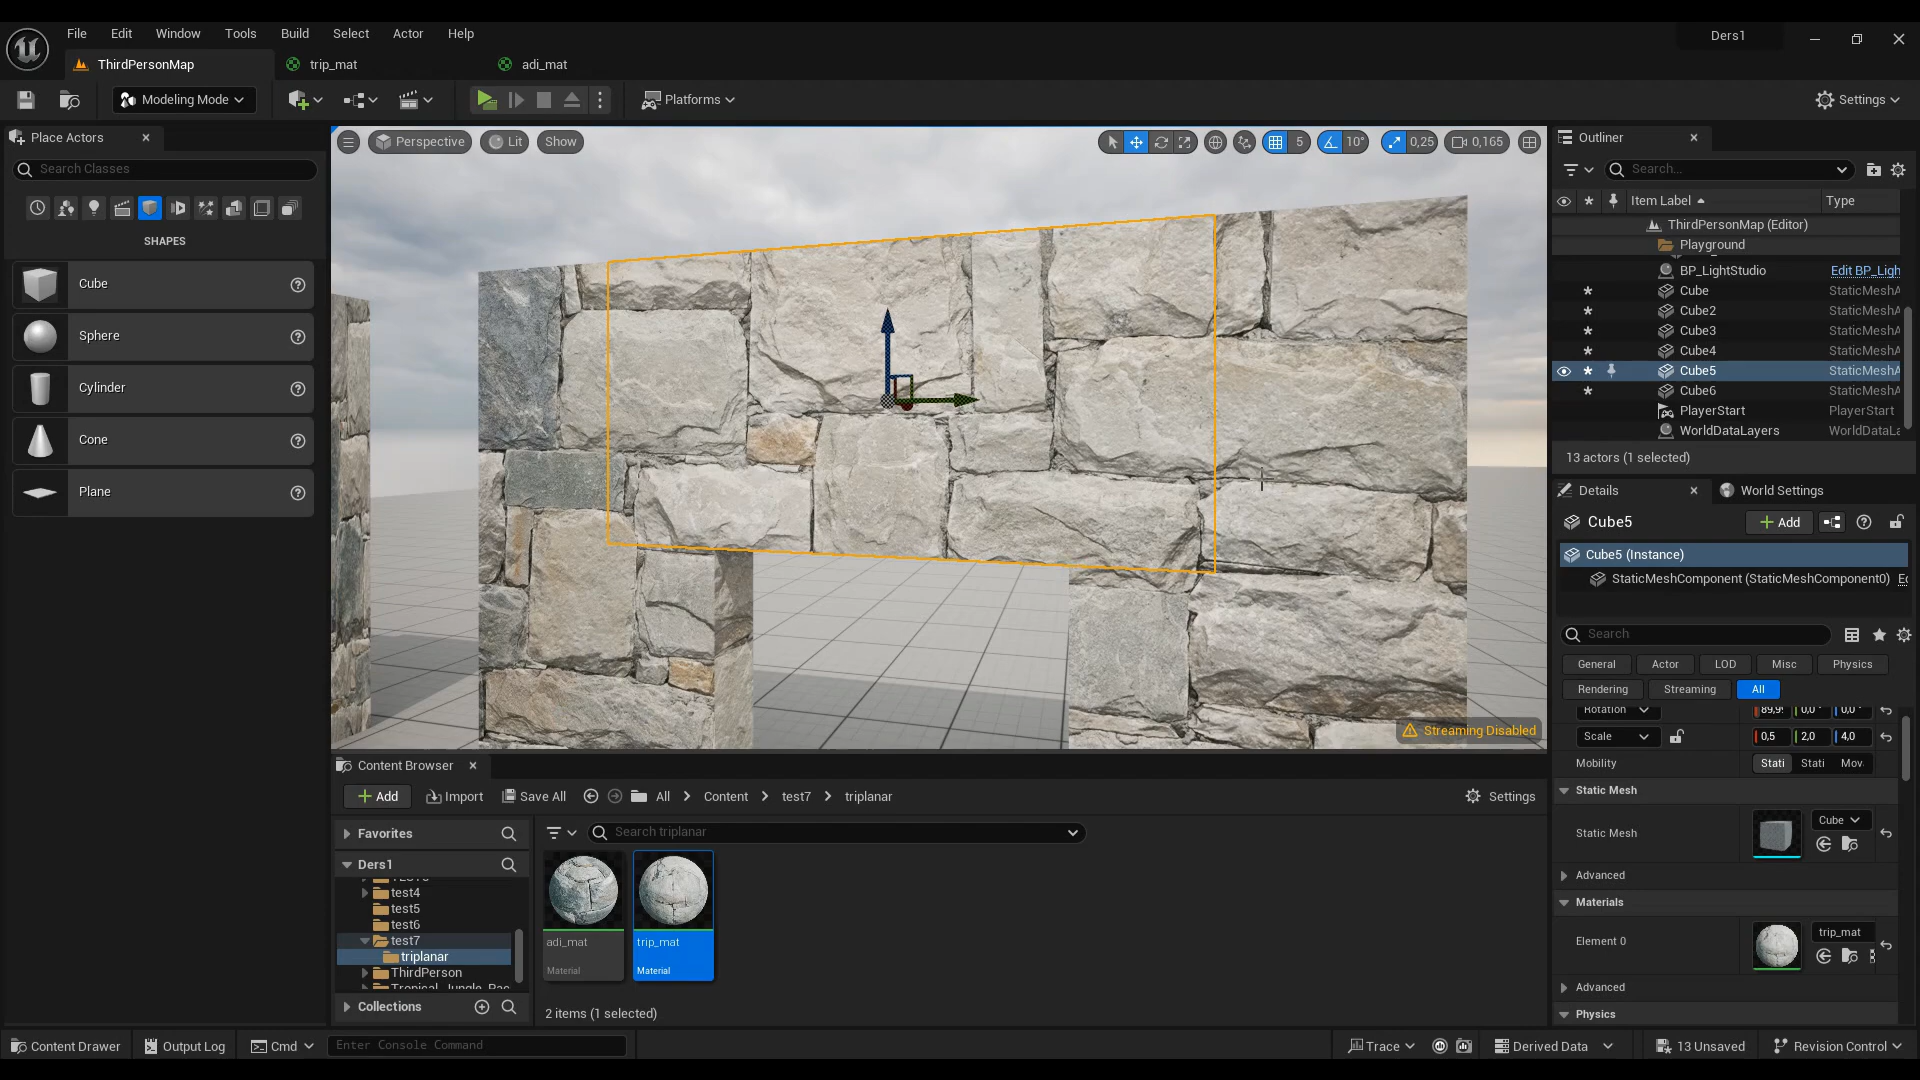 File
Edit
Window
Tools
Build
Select
Actor
Help
Ders1
ThirdPersonMap
trip_mat
adi_mat
Modeling Mode
Platforms
Settings
Place Actors
Search Classes
SHAPES
Cube
Sphere
Cylinder
Cone
Plane
Perspective
Lit
Show
5
10°
0,25
0,165
Streaming Disabled
Outliner
Search...
Item Label
Type
ThirdPersonMap (Editor)
Playground
BP_LightStudio
Edit BP_Ligh
Cube
StaticMeshA
Cube2
StaticMeshA
Cube3
StaticMeshA
Cube4
StaticMeshA
Cube5
StaticMeshA
Cube6
StaticMeshA
PlayerStart
PlayerStart
WorldDataLayers
WorldDataLa
13 actors (1 selected)
Details
World Settings
Cube5
Add
Cube5 (Instance)
StaticMeshComponent (StaticMeshComponent0)
Search
General
Actor
LOD
Misc
Physics
Rendering
Streaming
All
Rotation
0,0°
0,0°
Scale
0,5
2,0
4,0
Mobility
Stati
Stati
Mov
Static Mesh
Static Mesh
Cube
Advanced
Materials
Element 0
trip_mat
Advanced
Physics
Content Browser
Add
Import
Save All
All
Content
test7
triplanar
Settings
Favorites
Ders1
test4
test5
test6
test7
triplanar
ThirdPerson
Collections
Search triplanar
adi_mat
Material
trip_mat
Material
2 items (1 selected)
Content Drawer
Output Log
Cmd
Enter Console Command
Trace
Derived Data
13 Unsaved
Revision Control